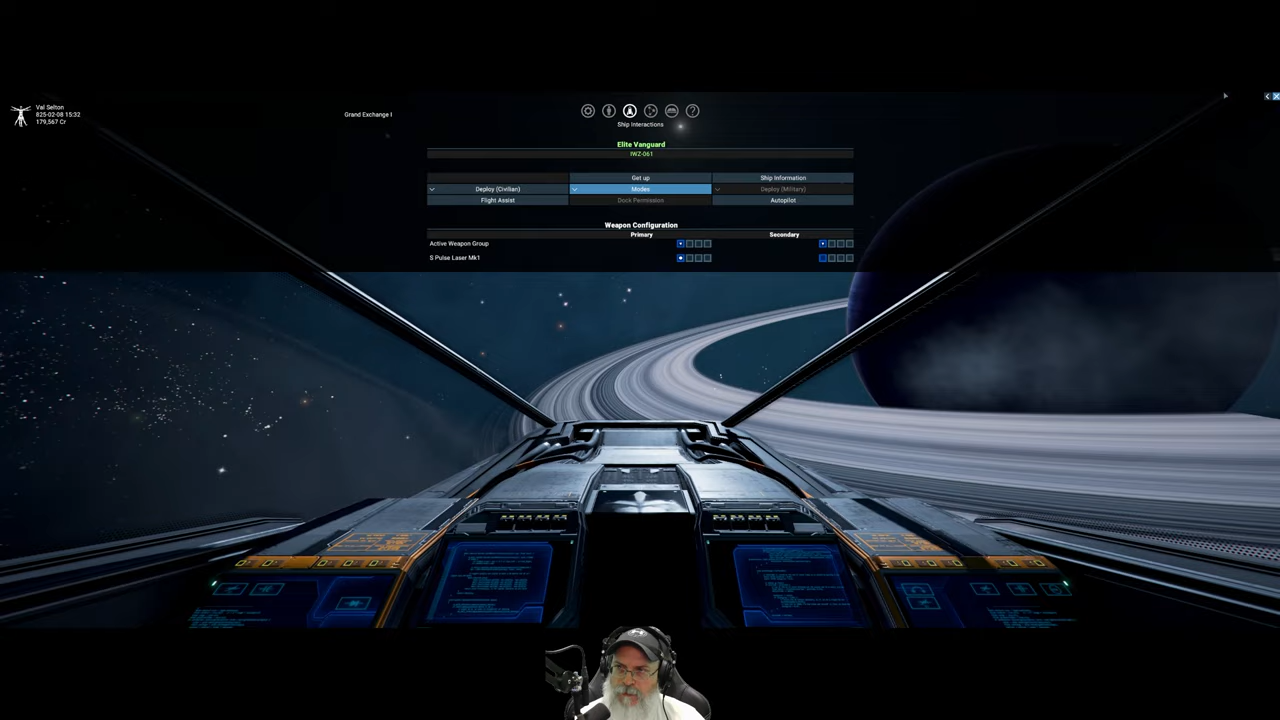 Val Selton
825-02-08 15:32
179,567 Cr
Grand Exchange I
Ship Interactions
Elite Vanguard
IWZ-061
Get up
Ship Information
Deploy (Civilian)
Modes
Deploy (Military)
Flight Assist
Dock Permission
Autopilot
Weapon Configuration
Primary
Secondary
Active Weapon Group
S Pulse Laser Mk1